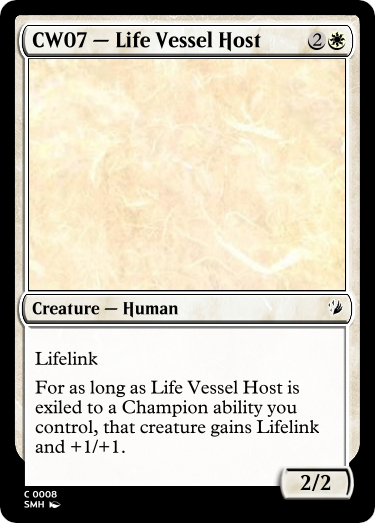 CW07 — Life Vessel Host 2
Creature — Human
Lifelink
For as long as Life Vessel Host is
exiled to a Champion ability you
control, that creature gains Lifelink
and +1/+1.
2/2
C 0008
SMH